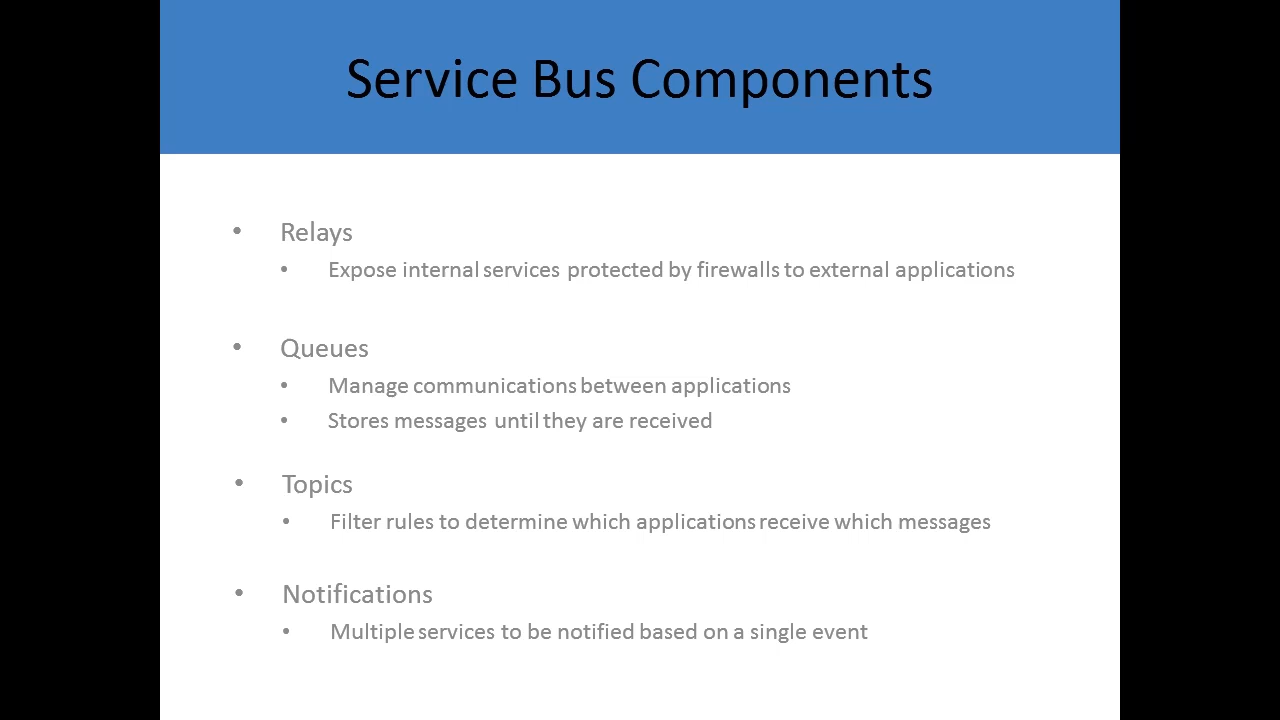 Service Bus Components
• Relays
• Expose internal services protected by firewalls to external applications
• Queues
• Manage communications between applications
• Stores messages until they are received
• Topics
• Filter rules to determine which applications receive which messages
• Notifications
• Multiple services to be notified based on a single event